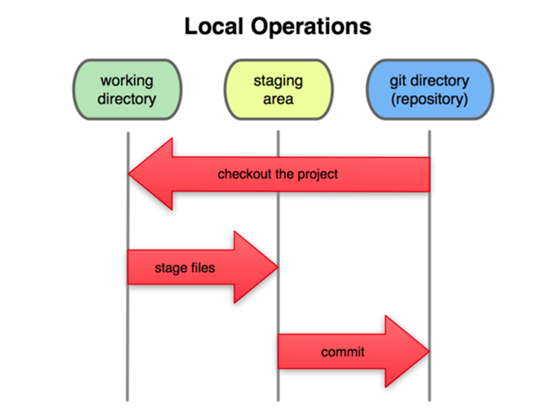 Local Operations
working
directory
staging
area
git directory
(repository)
checkout the project
stage files
commit